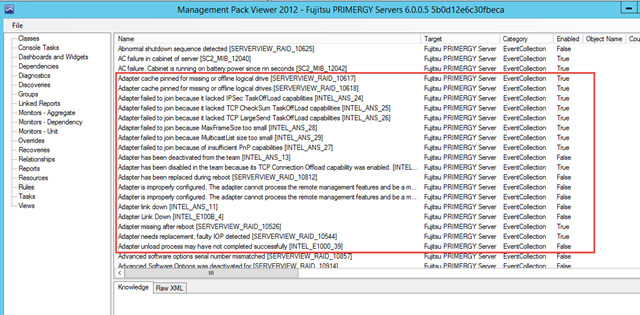 Management Pack Viewer 2012 - Fujitsu PRIMERGY Servers 6.0.0.5 5b0d12e6c30fbeca
File
Classes
Console Tasks
Dashboards and Widgets
Dependencies
Diagnostics
Discoveries
Groups
Linked Reports
Monitors - Aggregate
Monitors - Dependency
Monitors - Unit
Overrides
Recoveries
Relationships
Reports
Resources
Rules
Tasks
Views
Name Target Category Enabled Object Name Cou
Abnormal shutdown sequence detected [SERVERVIEW_RAID_10625] Fujitsu PRIMERGY Server EventCollection False
AC failure in cabinet of server [SC2_MIB_12040] Fujitsu PRIMERGY Server EventCollection True
AC failure. Cabinet is running on battery power since nn seconds [SC2_MIB_12042] Fujitsu PRIMERGY Server EventCollection True
Adapter cache pinned for missing or offline logical drive [SERVERVIEW_RAID_10617] Fujitsu PRIMERGY Server EventCollection True
Adapter cache pinned for missing or offline logical drives [SERVERVIEW_RAID_10618] Fujitsu PRIMERGY Server EventCollection True
Adapter failed to join because it lacked IPSec TaskOffLoad capabilities [INTEL_ANS_24] Fujitsu PRIMERGY Server EventCollection True
Adapter failed to join because it lacked TCP CheckSum TaskOffLoad capabilities [INTEL_ANS_25] Fujitsu PRIMERGY Server EventCollection True
Adapter failed to join because it lacked TCP LargeSend TaskOffLoad capabilities [INTEL_ANS_26] Fujitsu PRIMERGY Server EventCollection True
Adapter failed to join because MaxFrameSize too small [INTEL_ANS_28] Fujitsu PRIMERGY Server EventCollection True
Adapter failed to join because MulticastList size too small [INTEL_ANS_29] Fujitsu PRIMERGY Server EventCollection True
Adapter failed to join because of insufficient PnP capabilities [INTEL_ANS_27] Fujitsu PRIMERGY Server EventCollection True
Adapter has been deactivated from the team [INTEL_ANS_13] Fujitsu PRIMERGY Server EventCollection False
Adapter has been disabled in the team because its TCP Connection Offload capability was enabled. [INTEL_... Fujitsu PRIMERGY Server EventCollection True
Adapter has been replaced during reboot [SERVERVIEW_RAID_10812] Fujitsu PRIMERGY Server EventCollection False
Adapter is improperly configured. The adapter cannot process the remote management features and be a m... Fujitsu PRIMERGY Server EventCollection True
Adapter is improperly configured. The adapter cannot process the remote management features and be a m... Fujitsu PRIMERGY Server EventCollection False
Adapter link down [INTEL_ANS_11] Fujitsu PRIMERGY Server EventCollection False
Adapter Link Down [INTEL_E100B_4] Fujitsu PRIMERGY Server EventCollection False
Adapter missing after reboot [SERVERVIEW_RAID_10526] Fujitsu PRIMERGY Server EventCollection True
Adapter needs replacement, faulty IOP detected [SERVERVIEW_RAID_10544] Fujitsu PRIMERGY Server EventCollection True
Adapter unload process may have not completed successfully [INTEL_E1000_39] Fujitsu PRIMERGY Server EventCollection False
Advanced software options serial number mismatched [SERVERVIEW_RAID_10857] Fujitsu PRIMERGY Server EventCollection False
Advanced Software Options was deactivated for [SERVERVIEW_RAID_10914] Fujitsu PRIMERGY Server EventCollection False
Knowledge Raw XML